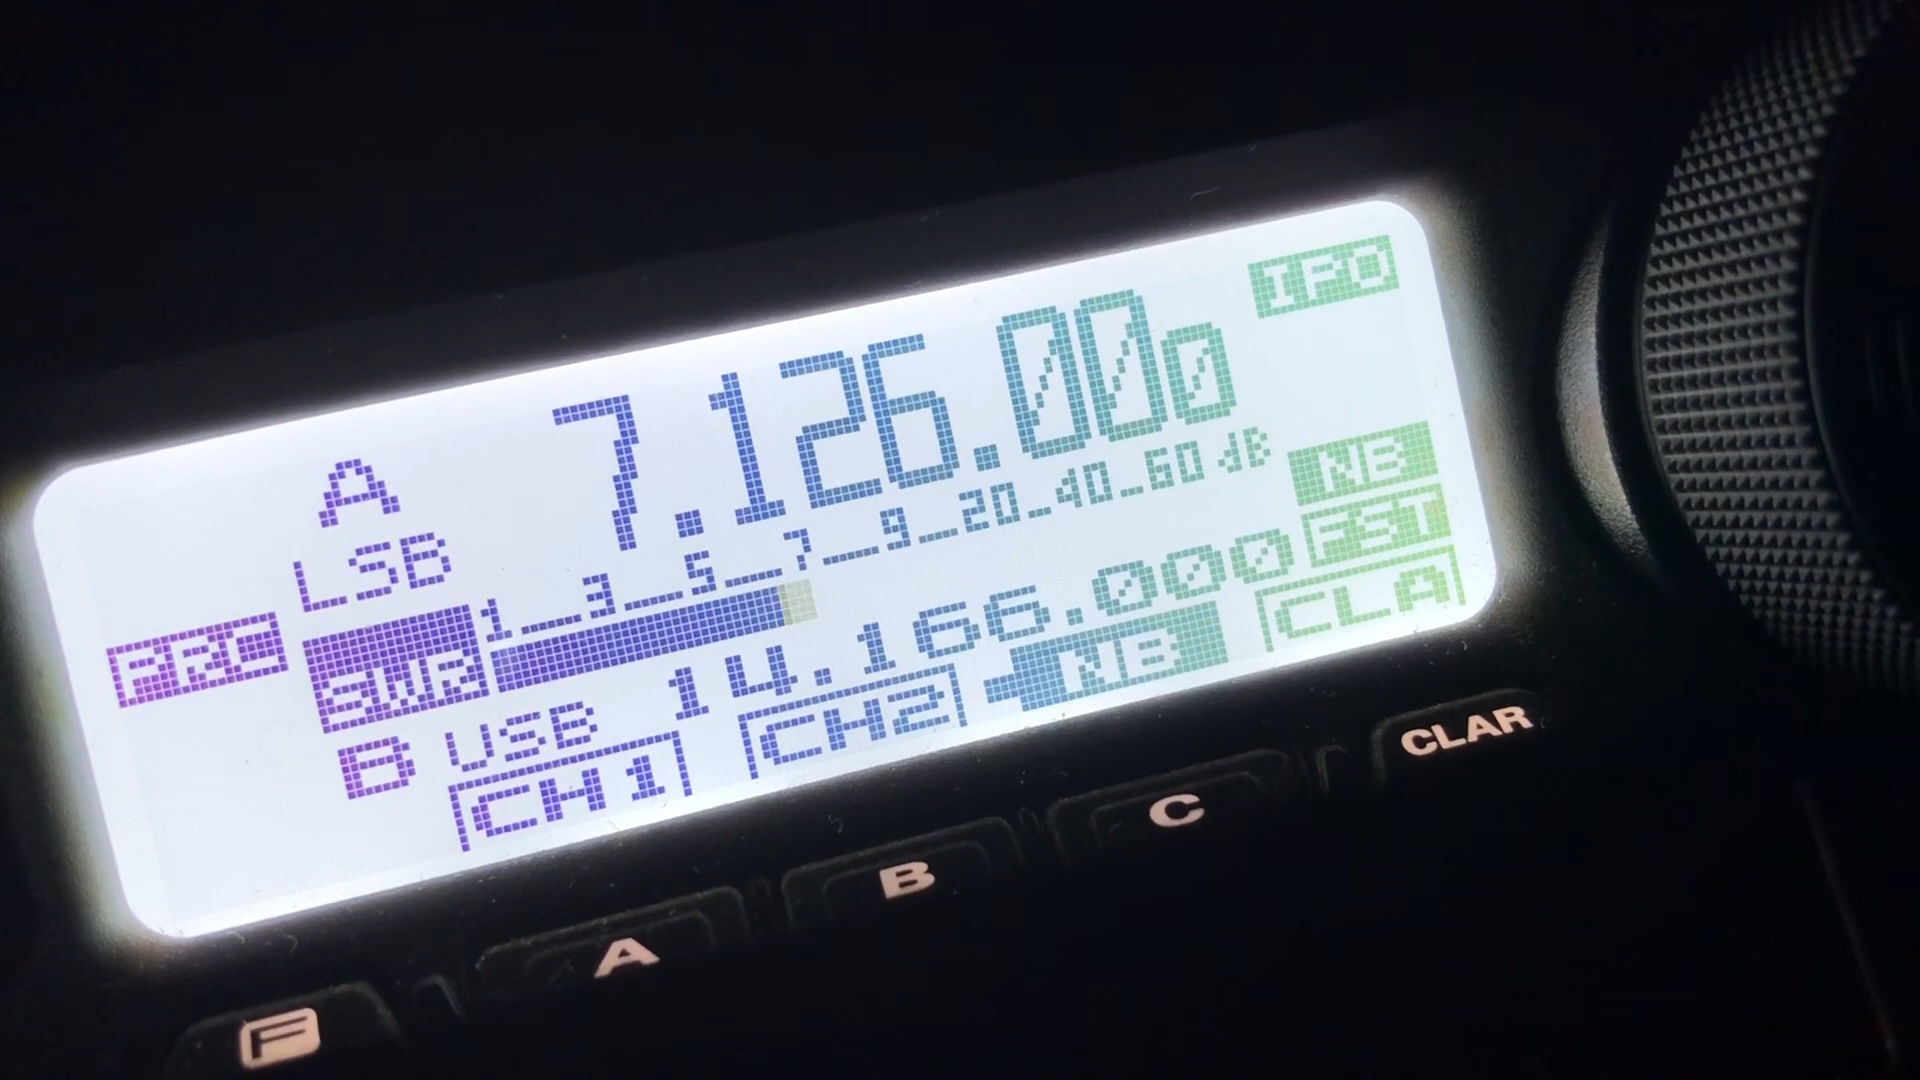 IPO
A 7.126.000
LSB 1 3 5 7 9 20 40 60 dB NB
PRC SWR FST
B USB 14.166.000
CH1 CH2 NB CLA
F A B C CLAR